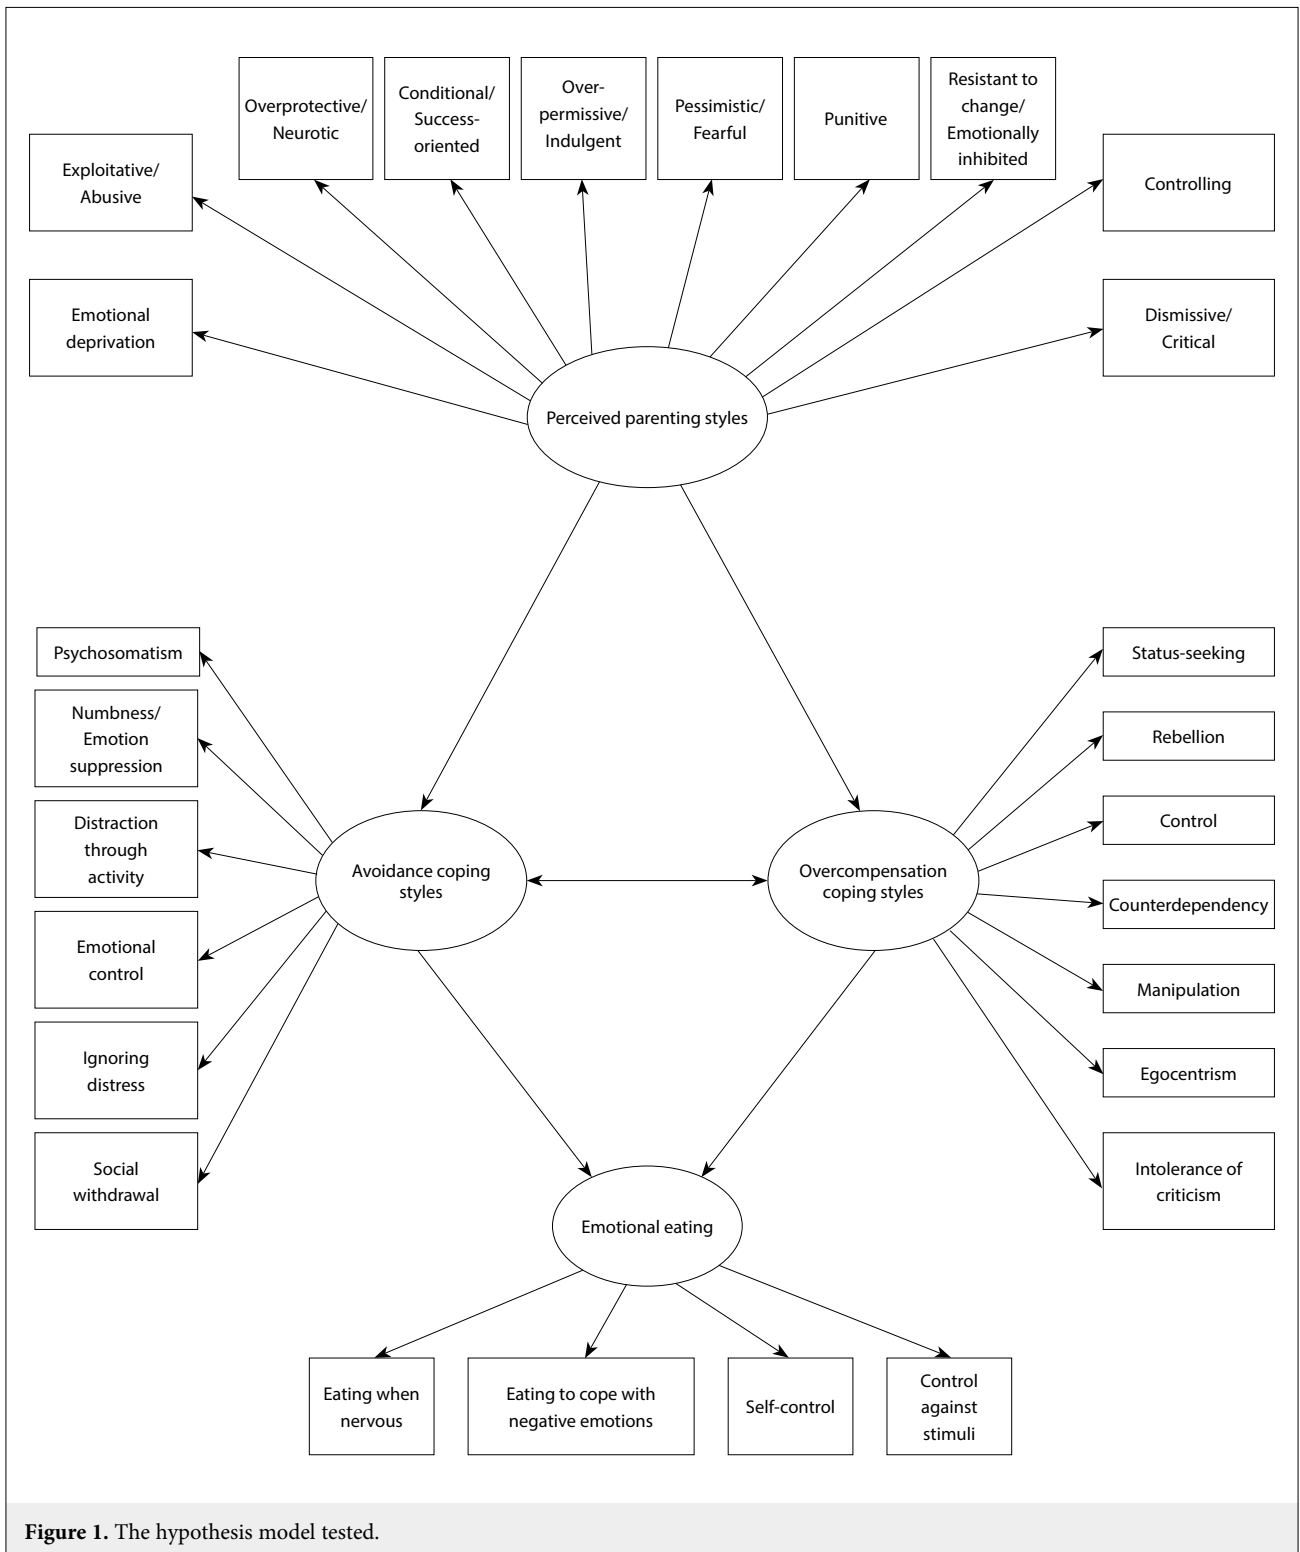 Overprotective/
Neurotic
Conditional/
Success-
oriented
Over-
permissive/
Indulgent
Pessimistic/
Fearful
Punitive
Resistant to
change/
Emotionally
inhibited
Exploitative/
Abusive
Controlling
Emotional
deprivation
Dismissive/
Critical
Perceived parenting styles
Psychosomatism
Numbness/
Emotion
suppression
Distraction
through
activity
Emotional
control
Ignoring
distress
Social
withdrawal
Avoidance coping
styles
Overcompensation
coping styles
Status-seeking
Rebellion
Control
Counterdependency
Manipulation
Egocentrism
Intolerance of
criticism
Emotional eating
Eating when
nervous
Eating to cope with
negative emotions
Self-control
Control
against
stimuli
Figure 1. The hypothesis model tested.